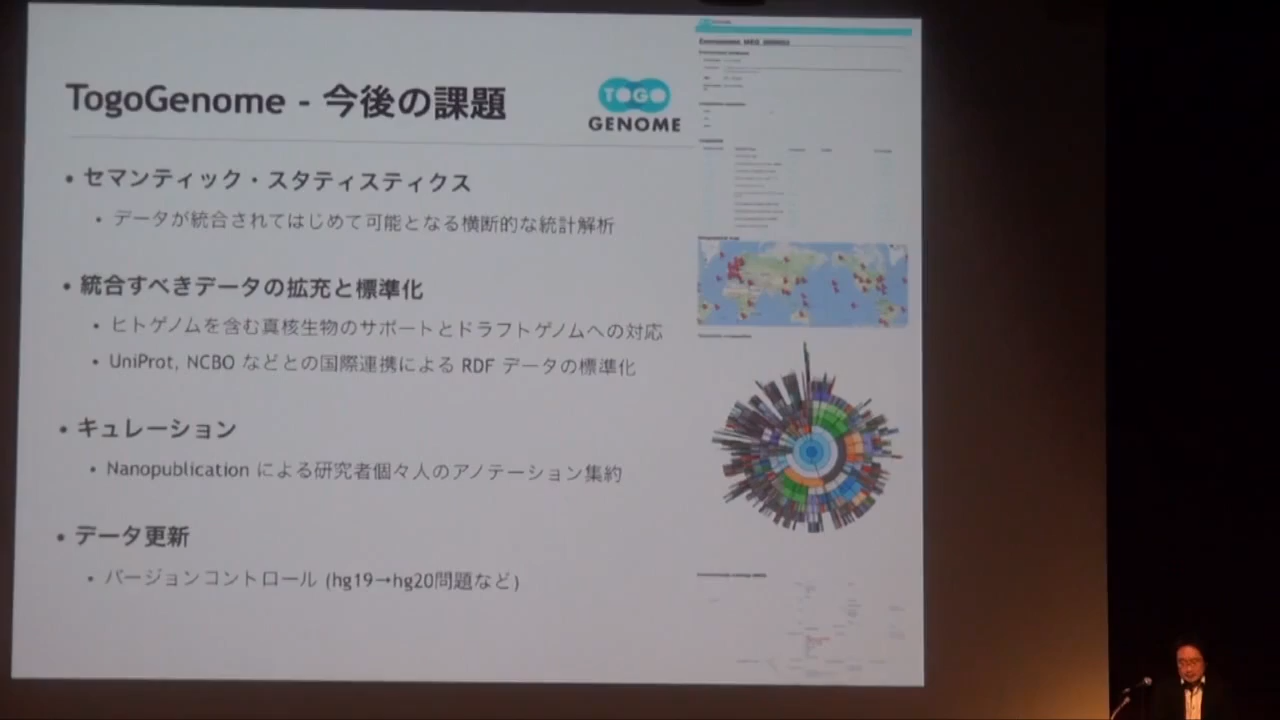 TogoGenome - 今後の課題
TOGO
GENOME
• セマンティック・スタティスティクス
• データが統合されてはじめて可能となる横断的な統計解析
• 統合すべきデータの拡充と標準化
• ヒトゲノムを含む真核生物のサポートとドラフトゲノムへの対応
• UniProt, NCBO などとの国際連携による RDF データの標準化
• キュレーション
• Nanopublication による研究者個々人のアノテーション集約
• データ更新
• バージョンコントロール (hg19→hg20問題など)